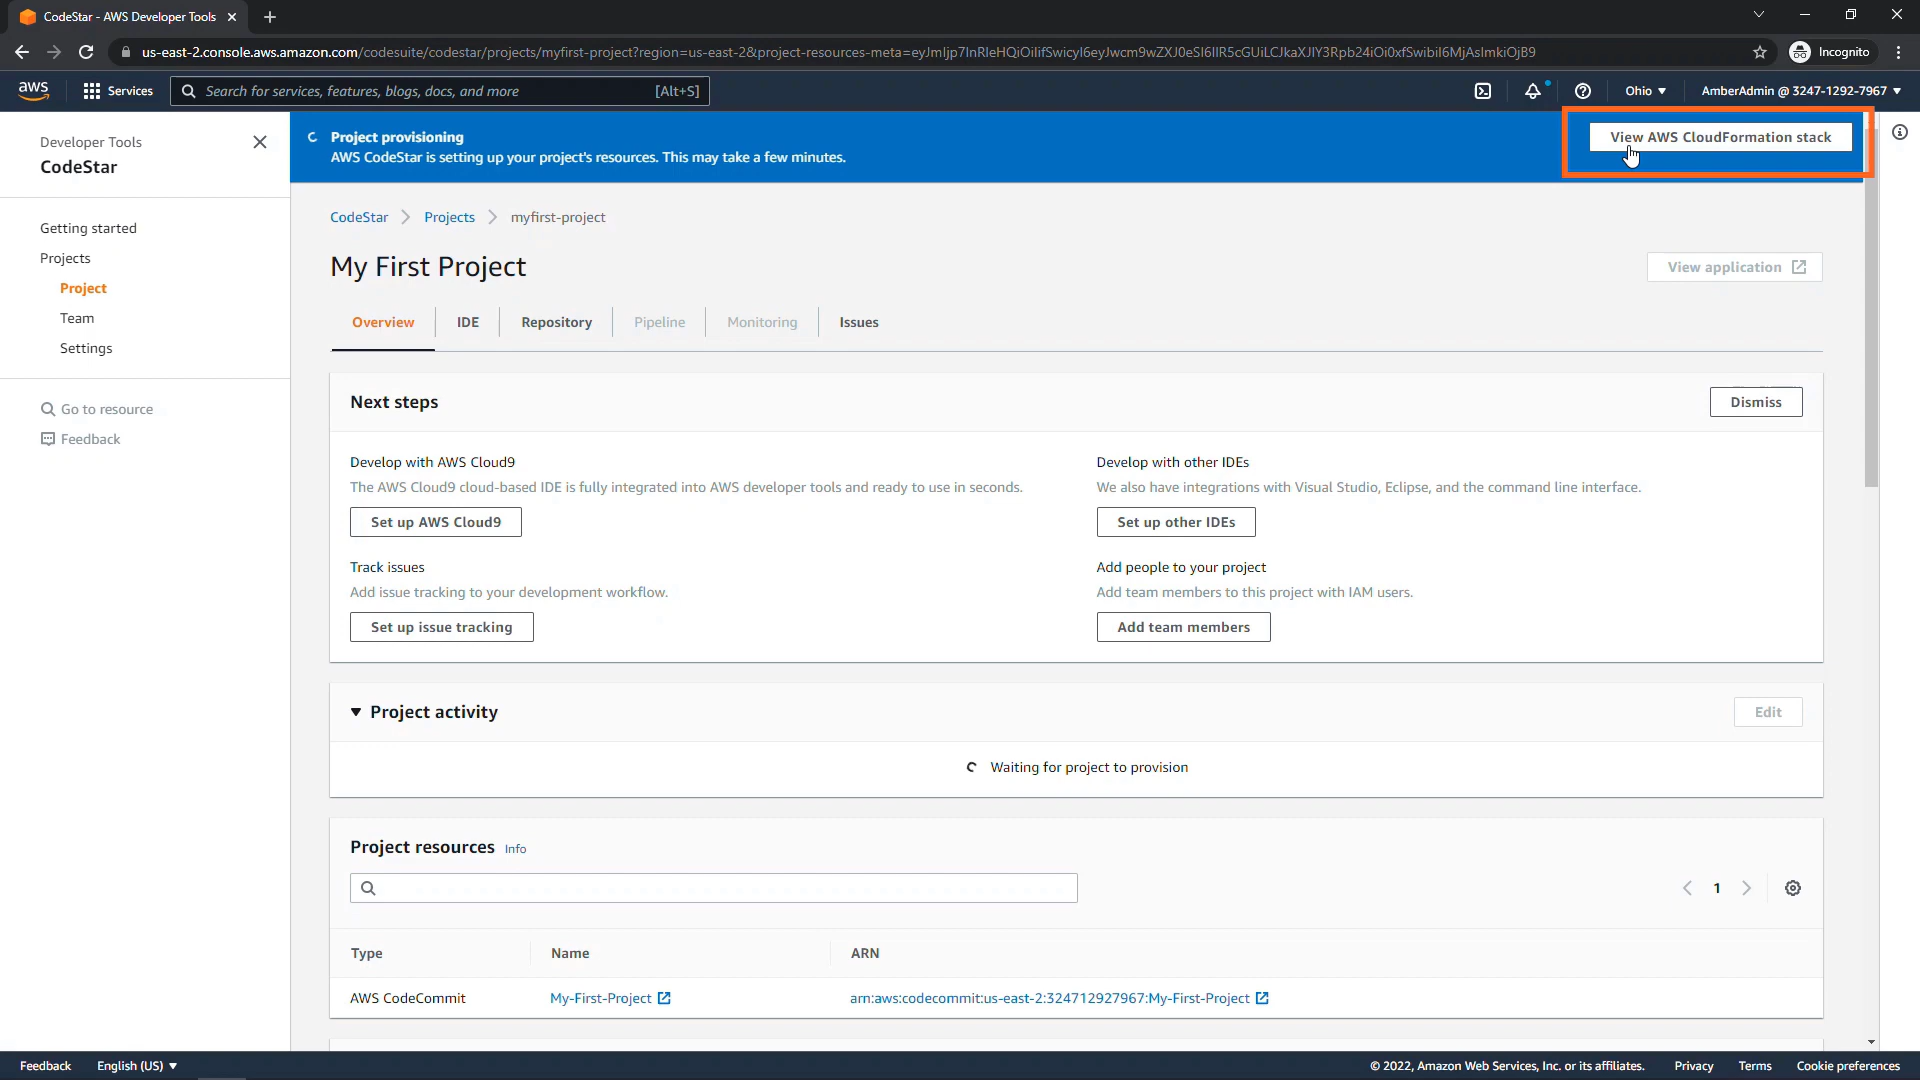 CodeStar - AWS Developer Tools
us-east-2.console.aws.amazon.com/codesuite/codestar/projects/myfirst-project?region=us-east-2&project-resources-meta=
Incognito
aws
Services
Search for services, features, blogs, docs, and more
[Alt+S]
Ohio
AmberAdmin @ 3247-1292-7967
Developer Tools
CodeStar
Getting started
Projects
Project
Team
Settings
Go to resource
Feedback
Project provisioning
AWS CodeStar is setting up your project's resources. This may take a few minutes.
View AWS CloudFormation stack
CodeStar
Projects
myfirst-project
My First Project
View application
Overview
IDE
Repository
Pipeline
Monitoring
Issues
Next steps
Dismiss
Develop with AWS Cloud9
The AWS Cloud9 cloud-based IDE is fully integrated into AWS developer tools and ready to use in seconds.
Set up AWS Cloud9
Develop with other IDEs
We also have integrations with Visual Studio, Eclipse, and the command line interface.
Set up other IDEs
Track issues
Add issue tracking to your development workflow.
Set up issue tracking
Add people to your project
Add team members to this project with IAM users.
Add team members
Project activity
Edit
Waiting for project to provision
Project resources Info
1
Type
Name
ARN
AWS CodeCommit
My-First-Project
arn:aws:codecommit:us-east-2:324712927967:My-First-Project
Feedback
English (US)
© 2022, Amazon Web Services, Inc. or its affiliates.
Privacy
Terms
Cookie preferences